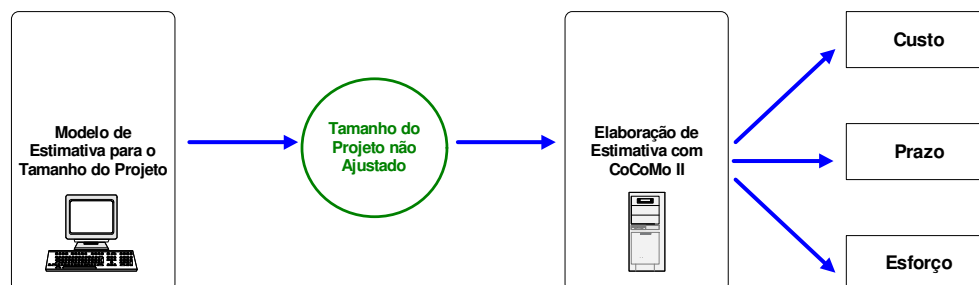 Modelo de
Estimativa para o
Tamanho do Projeto
Tamanho do
Projeto não
Ajustado
Elaboração de
Estimativa com
CoCoMo II
Custo
Prazo
Esforço